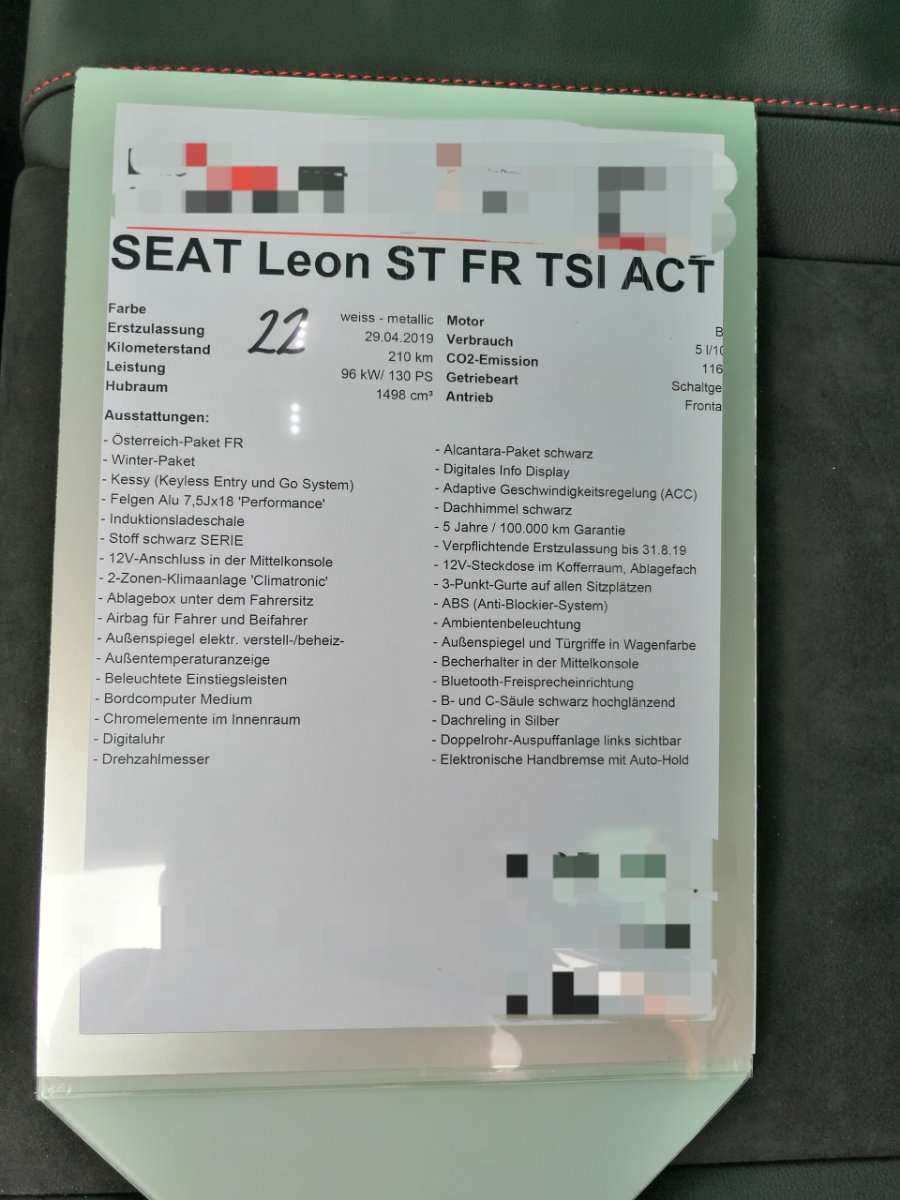 SEAT Leon ST FR TSI ACT
Farbe weiss - metallic
Erstzulassung 29.04.2019
Kilometerstand 22 210 km
Leistung 96 kW/ 130 PS
Hubraum 1498 cm³
Motor B
Verbrauch 5 l/10
CO2-Emission 116
Getriebeart Schaltge
Antrieb Fronta
Ausstattungen:
- Österreich-Paket FR
- Winter-Paket
- Kessy (Keyless Entry und Go System)
- Felgen Alu 7,5Jx18 'Performance'
- Induktionsladeschale
- Stoff schwarz SERIE
- 12V-Anschluss in der Mittelkonsole
- 2-Zonen-Klimaanlage 'Climatronic'
- Ablagebox unter dem Fahrersitz
- Airbag für Fahrer und Beifahrer
- Außenspiegel elektr. verstell-/beheiz-
- Außentemperaturanzeige
- Beleuchtete Einstiegsleisten
- Bordcomputer Medium
- Chromelemente im Innenraum
- Digitaluhr
- Drehzahlmesser
- Alcantara-Paket schwarz
- Digitales Info Display
- Adaptive Geschwindigkeitsregelung (ACC)
- Dachhimmel schwarz
- 5 Jahre / 100.000 km Garantie
- Verpflichtende Erstzulassung bis 31.8.19
- 12V-Steckdose im Kofferraum, Ablagefach
- 3-Punkt-Gurte auf allen Sitzplätzen
- ABS (Anti-Blockier-System)
- Ambientenbeleuchtung
- Außenspiegel und Türgriffe in Wagenfarbe
- Becherhalter in der Mittelkonsole
- Bluetooth-Freisprecheinrichtung
- B- und C-Säule schwarz hochglänzend
- Dachreling in Silber
- Doppelrohr-Auspuffanlage links sichtbar
- Elektronische Handbremse mit Auto-Hold